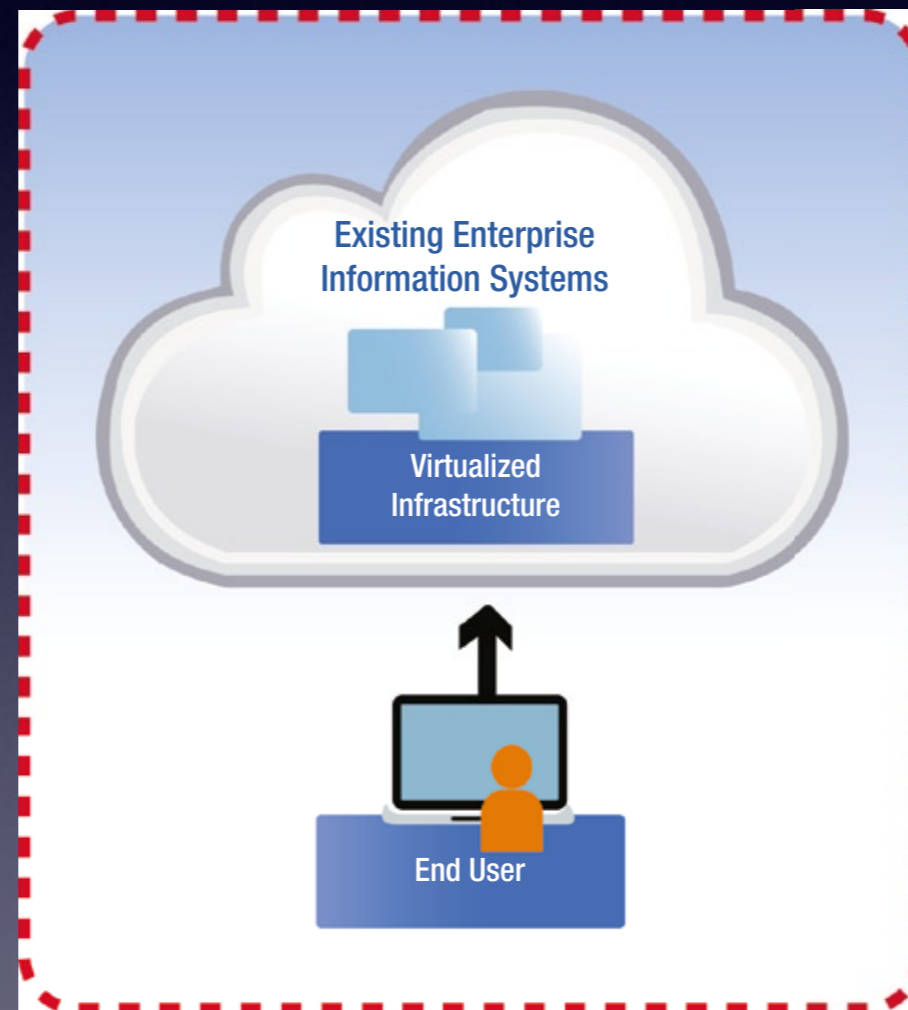 Existing Enterprise
Information Systems
Virtualized
Infrastructure
End User